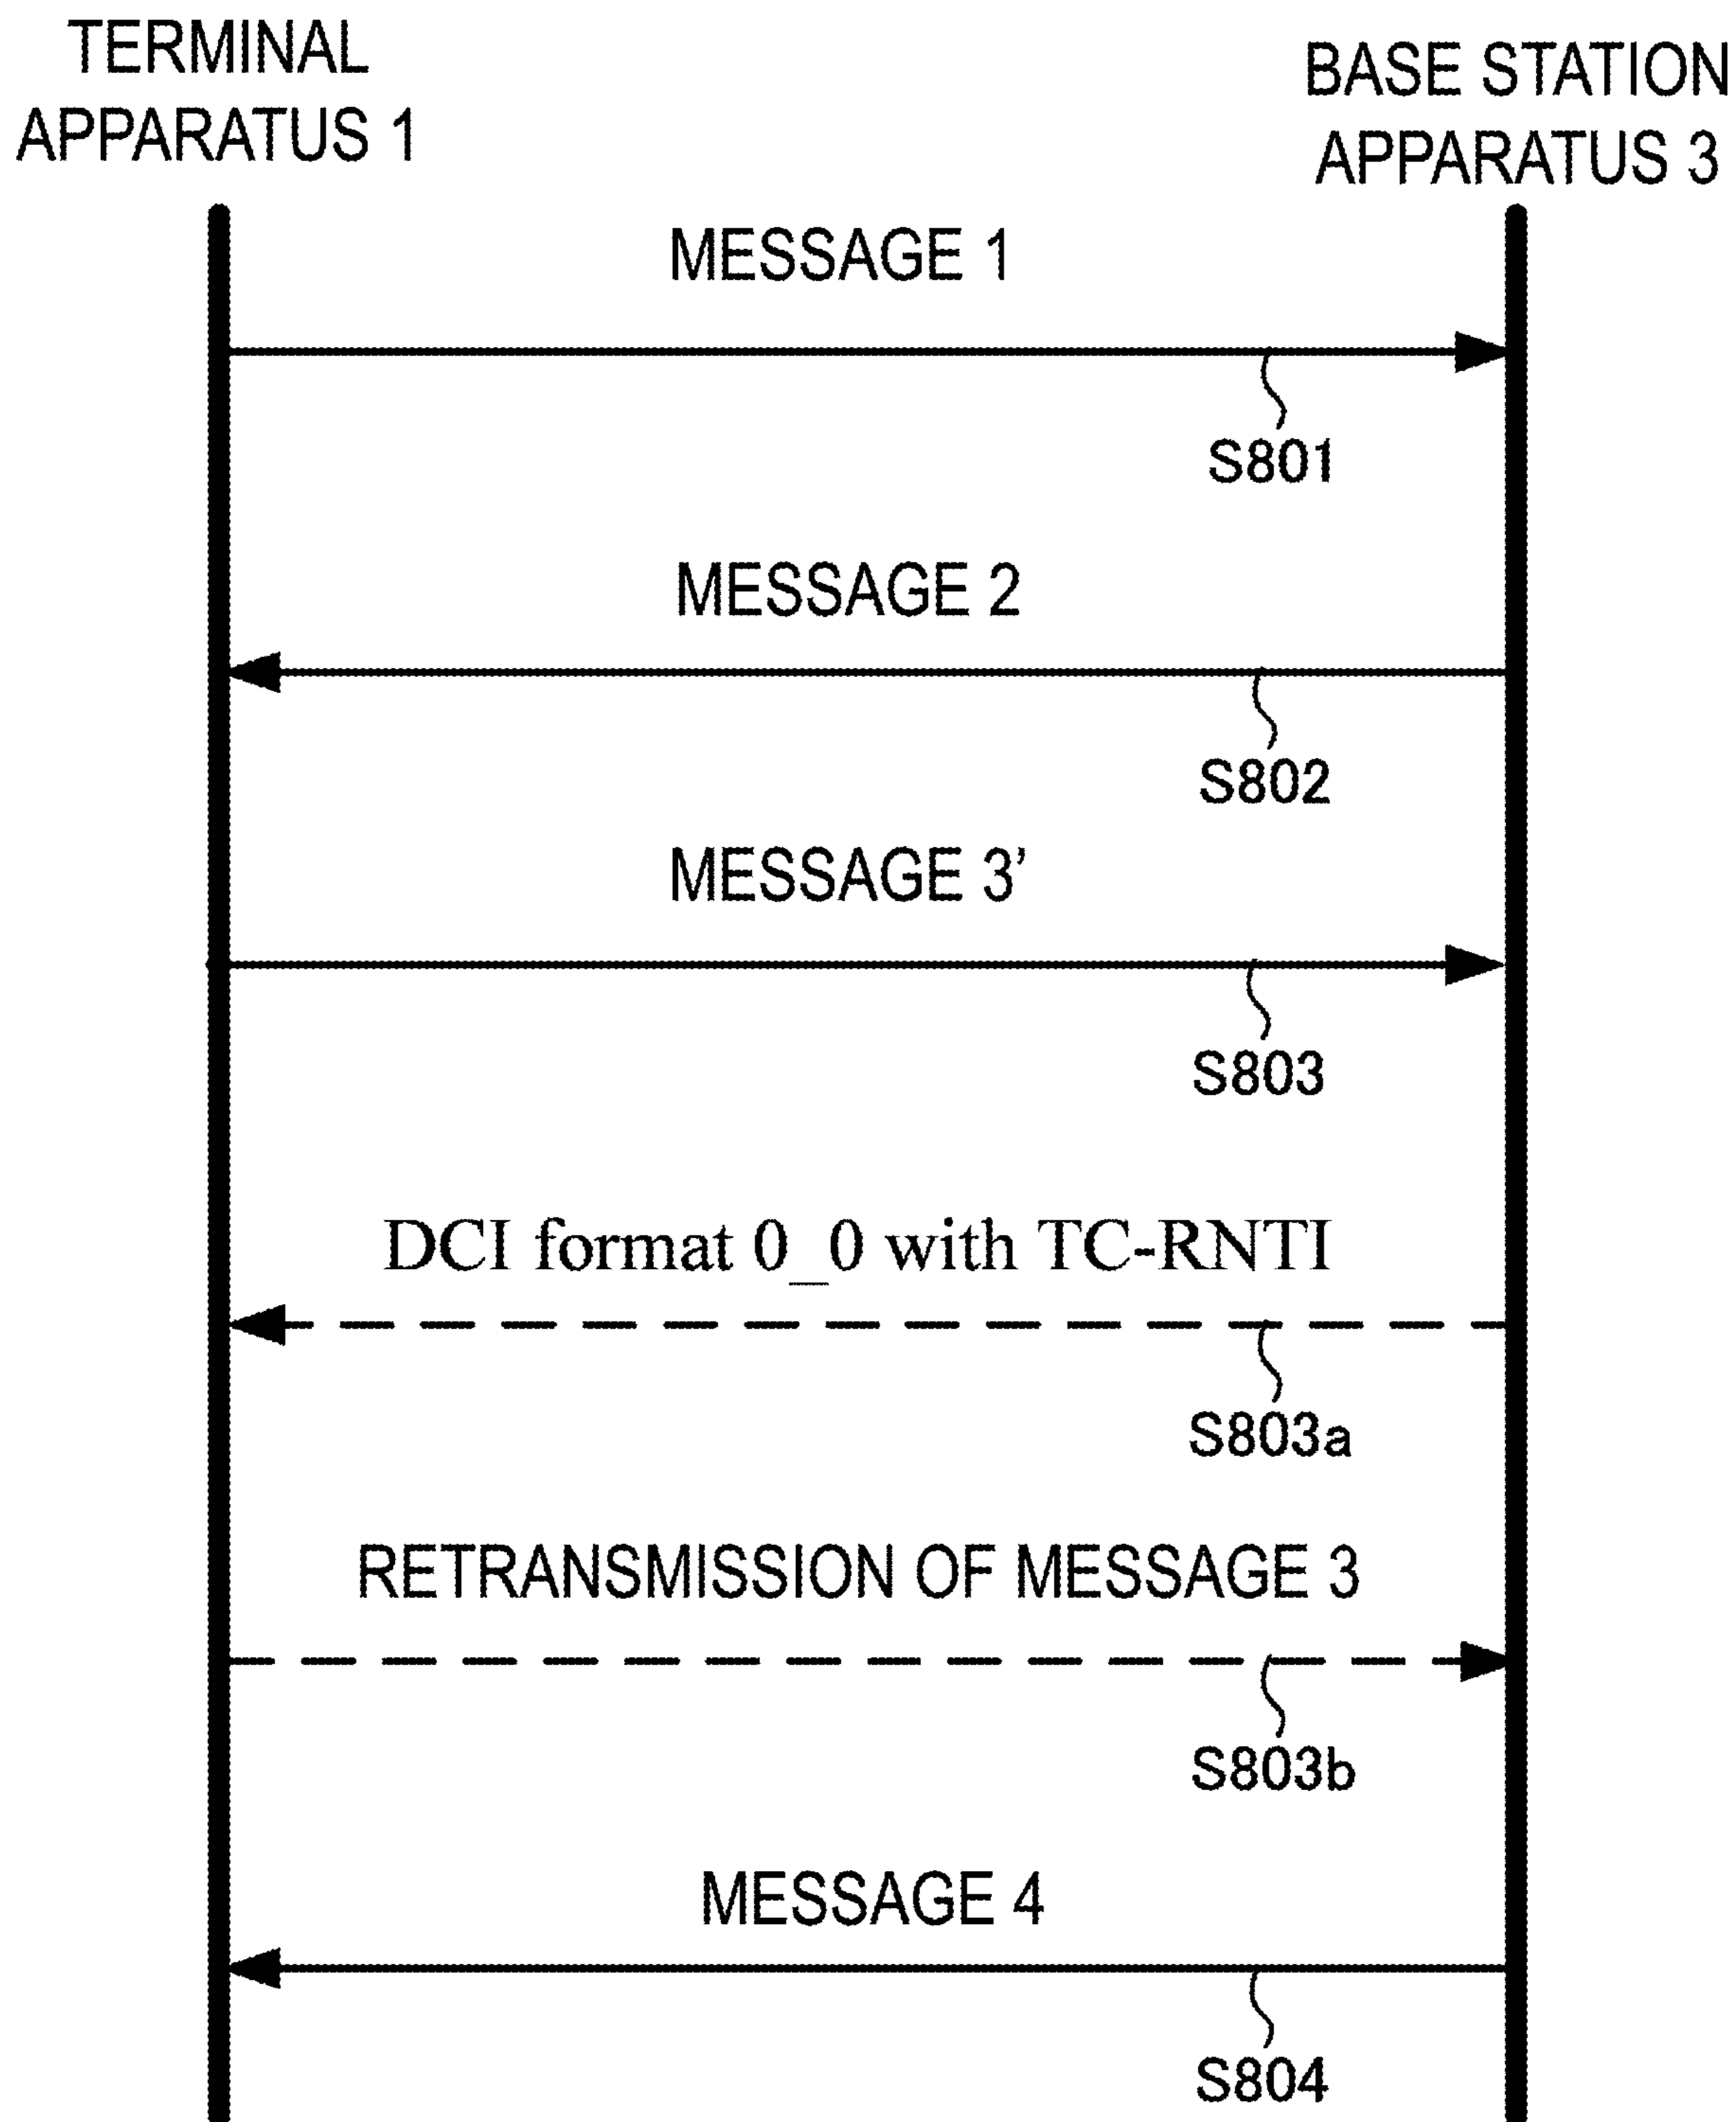 TERMINAL
APPARATUS 1
BASE STATION
APPARATUS 3
MESSAGE 1
S801
MESSAGE 2
S802
MESSAGE 3’
S803
DCI format 0_0 with TC-RNTI
S803a
RETRANSMISSION OF MESSAGE 3
S803b
MESSAGE 4
S804